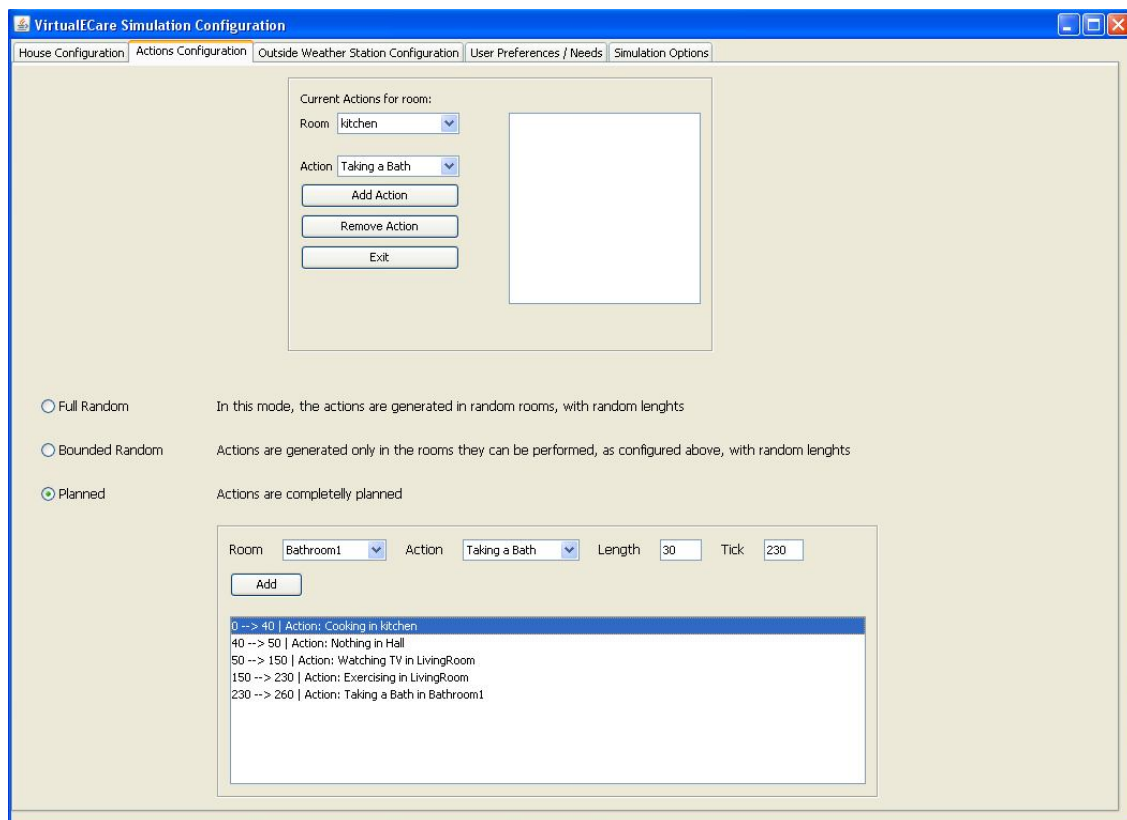 VirtualECare Simulation Configuration
House Configuration Actions Configuration Outside Weather Station Configuration User Preferences / Needs Simulation Options
Current Actions for room:
Room kitchen
Action Taking a Bath
Add Action
Remove Action
Exit
Full Random In this mode, the actions are generated in random rooms, with random lenghts
Bounded Random Actions are generated only in the rooms they can be performed, as configured above, with random lenghts
Planned Actions are completelly planned
Room Bathroom1 Action Taking a Bath Length 30 Tick 230
Add
0 --> 40 | Action: Cooking in kitchen
40 --> 50 | Action: Nothing in Hall
50 --> 150 | Action: Watching TV in LivingRoom
150 --> 230 | Action: Exercising in LivingRoom
230 --> 260 | Action: Taking a Bath in Bathroom1